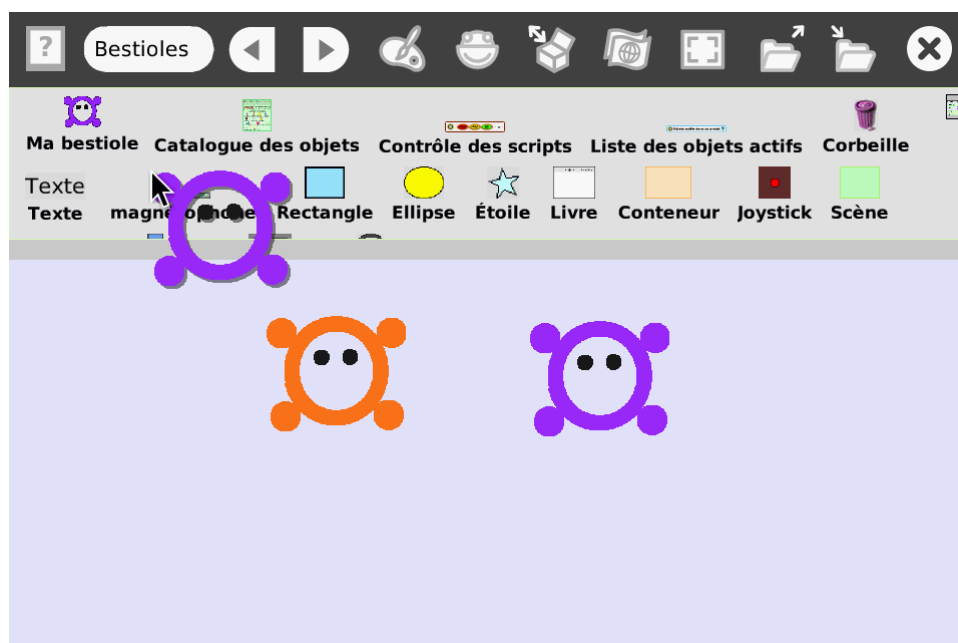 ?
Bestioles
Ma bestiole Catalogue des objets Contrôle des scripts Liste des objets actifs Corbeille
Texte
Texte Rectangle Ellipse Étoile Livre Conteneur Joystick Scène